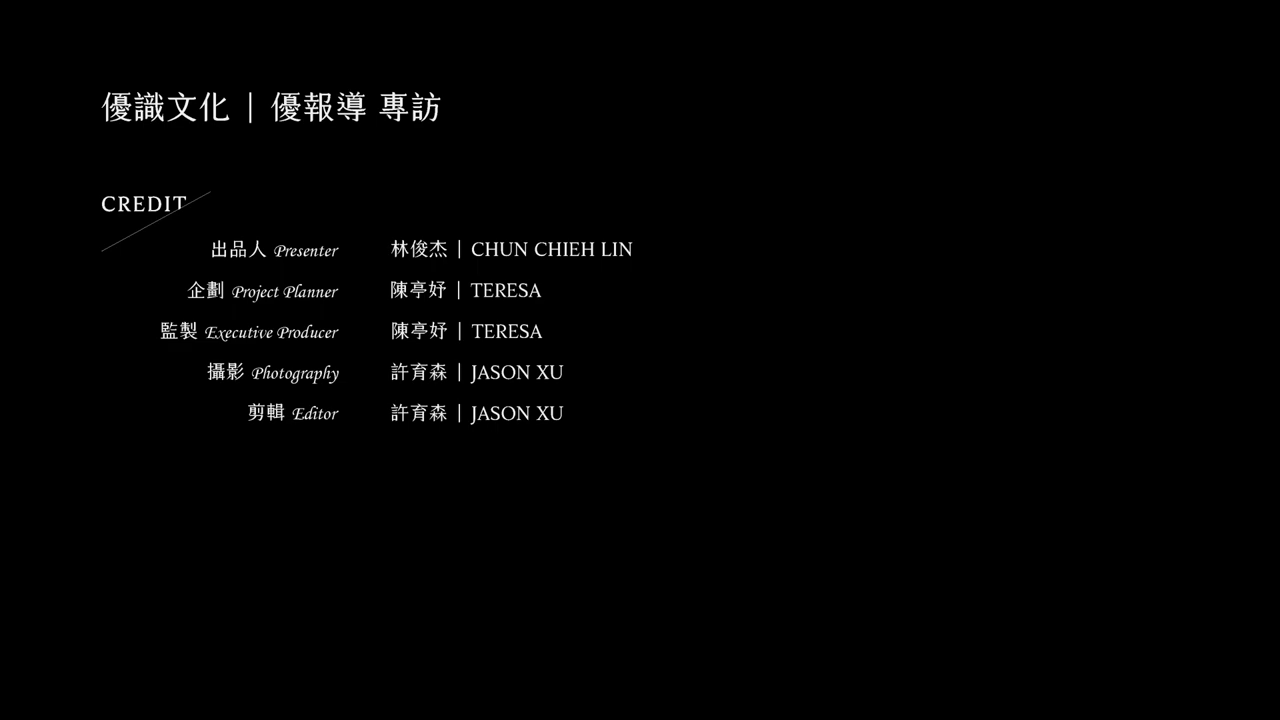 優識文化｜優報導 專訪
CREDIT
出品人 Presenter 林俊杰｜CHUN CHIEH LIN
企劃 Project Planner 陳亭妤｜TERESA
監製 Executive Producer 陳亭妤｜TERESA
攝影 Photography 許育森｜JASON XU
剪輯 Editor 許育森｜JASON XU